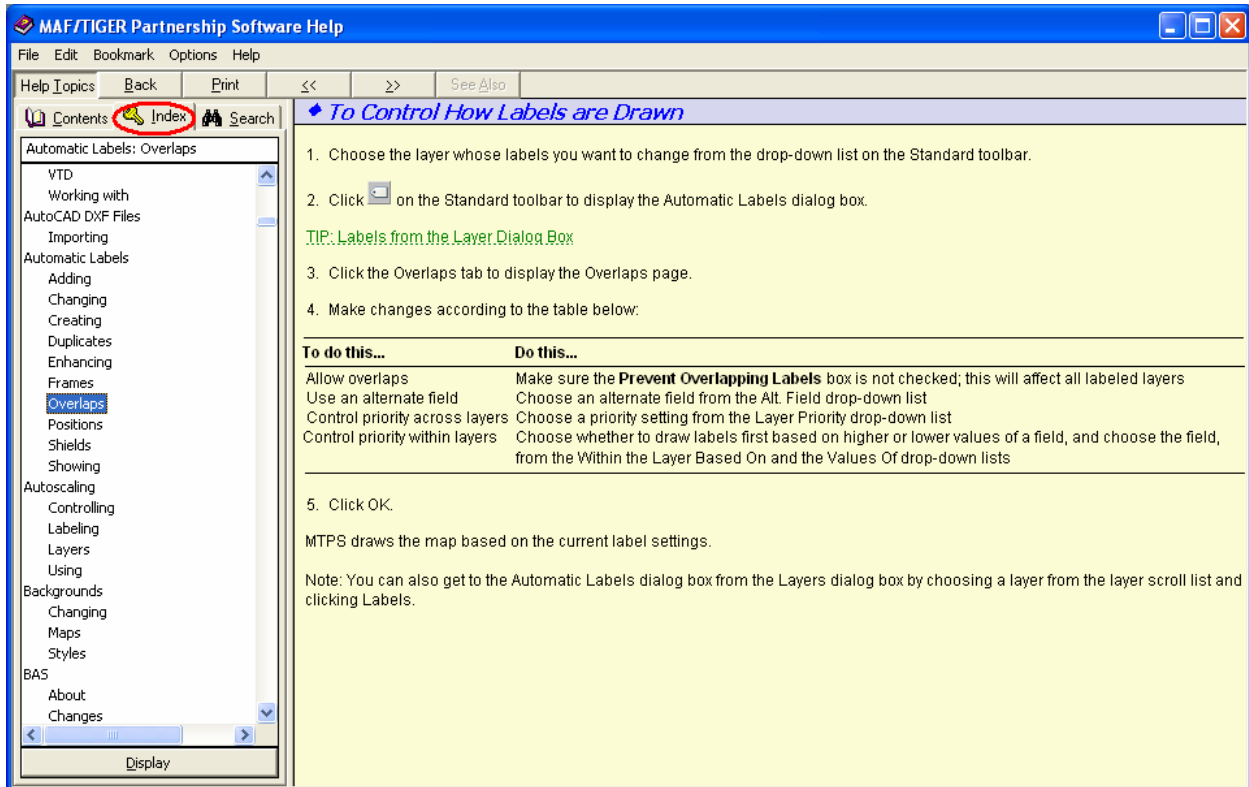 MAF/TIGER Partnership Software Help
File Edit Bookmark Options Help
Help Topics Back Print << >> See Also
Contents Index Search
Automatic Labels: Overlaps
VTD
Working with
AutoCAD DXF Files
Importing
Automatic Labels
Adding
Changing
Creating
Duplicates
Enhancing
Frames
Overlaps
Positions
Shields
Showing
Autoscaling
Controlling
Labeling
Layers
Using
Backgrounds
Changing
Maps
Styles
BAS
About
Changes
Display
To Control How Labels are Drawn
1. Choose the layer whose labels you want to change from the drop-down list on the Standard toolbar.
2. Click on the Standard toolbar to display the Automatic Labels dialog box.
TIP: Labels from the Layer Dialog Box
3. Click the Overlaps tab to display the Overlaps page.
4. Make changes according to the table below:
To do this... Do this...
Allow overlaps Make sure the Prevent Overlapping Labels box is not checked; this will affect all labeled layers
Use an alternate field Choose an alternate field from the Alt. Field drop-down list
Control priority across layers Choose a priority setting from the Layer Priority drop-down list
Control priority within layers Choose whether to draw labels first based on higher or lower values of a field, and choose the field,
from the Within the Layer Based On and the Values Of drop-down lists
5. Click OK.
MTPS draws the map based on the current label settings.
Note: You can also get to the Automatic Labels dialog box from the Layers dialog box by choosing a layer from the layer scroll list and
clicking Labels.